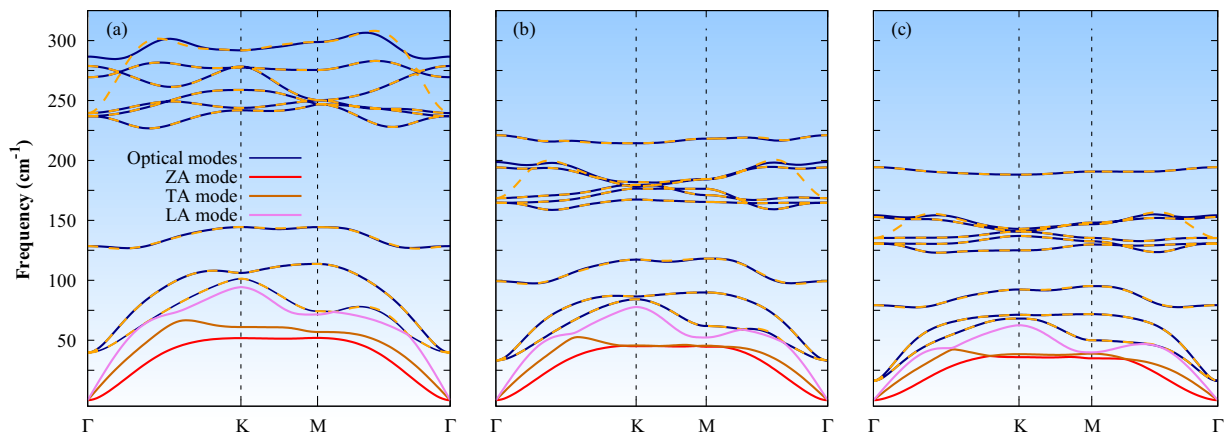 (a)
(b)
(c)
Frequency (cm⁻¹)
300
250
200
150
100
50
Optical modes
ZA mode
TA mode
LA mode
Γ K M Γ
Γ K M Γ
Γ K M Γ